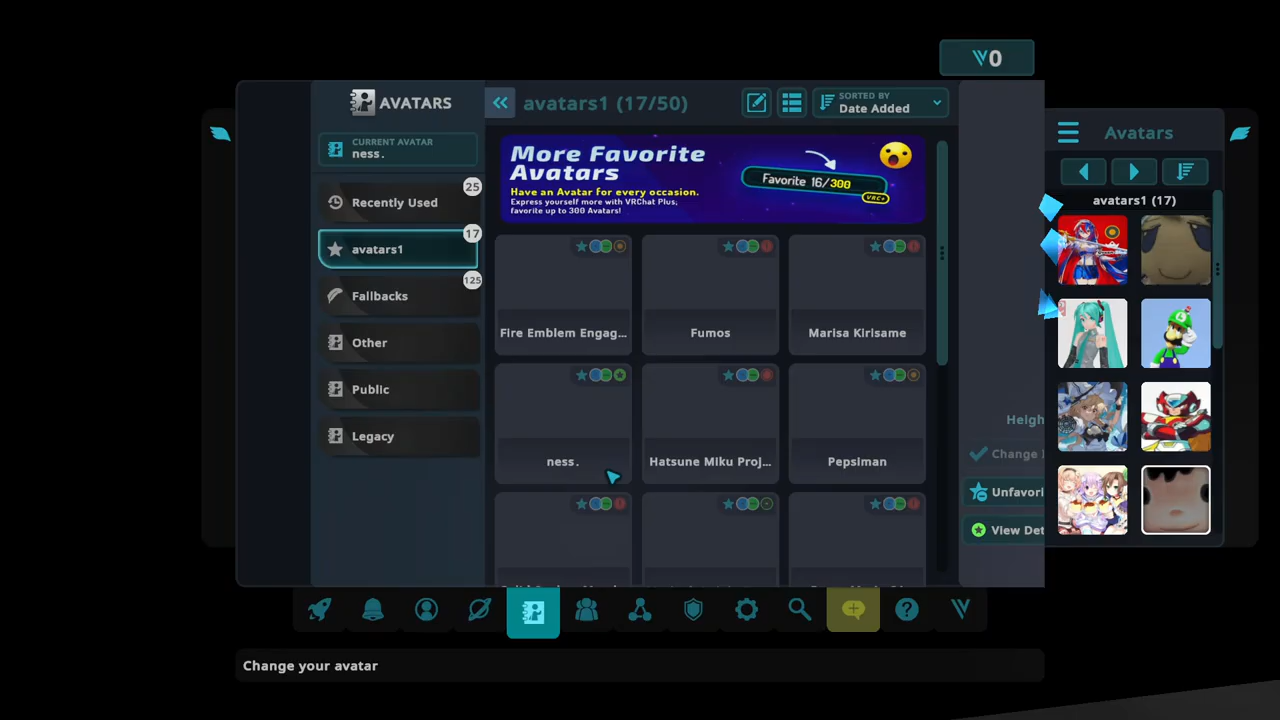 0
AVATARS
CURRENT AVATAR
ness.
Recently Used
25
avatars1
17
Fallbacks
125
Other
Public
Legacy
avatars1 (17/50)
SORTED BY
Date Added
More Favorite
Avatars
Have an Avatar for every occasion.
Express yourself more with VRChat Plus,
favorite up to 300 Avatars!
Favorite 16/300
VRC+
Fire Emblem Engag...
Fumos
Marisa Kirisame
ness.
Hatsune Miku Proj...
Pepsiman
Heigh
Change
Unfavori
View Det
Avatars
avatars1 (17)
Change your avatar